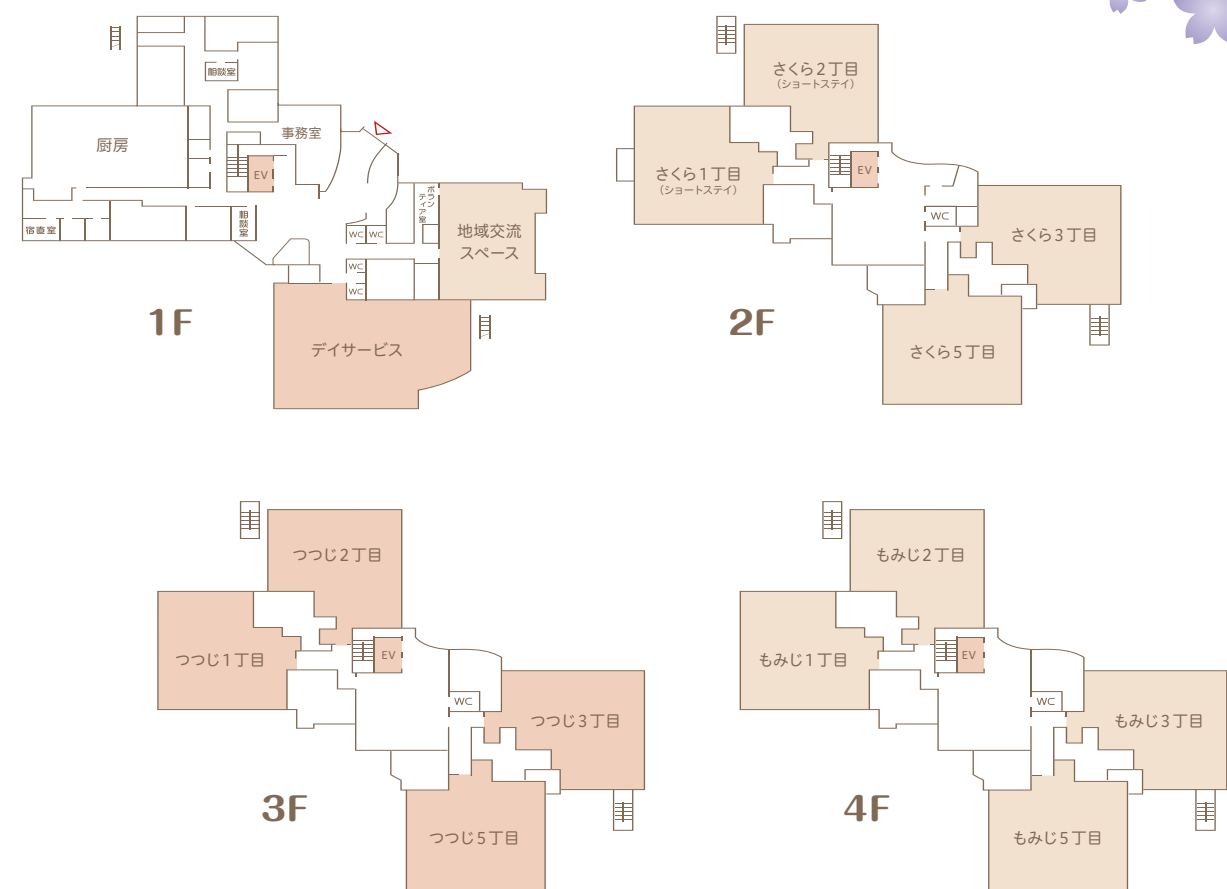 相談室
事務室
厨房
EV
ボラン
ティア室
宿直室
相談室
WC
WC
地域交流
スペース
WC
WC
1F
デイサービス
さくら2丁目
(ショートステイ)
さくら1丁目
(ショートステイ)
EV
WC
さくら3丁目
2F
さくら5丁目
つつじ2丁目
つつじ1丁目
EV
WC
つつじ3丁目
3F
つつじ5丁目
もみじ2丁目
もみじ1丁目
EV
WC
もみじ3丁目
4F
もみじ5丁目